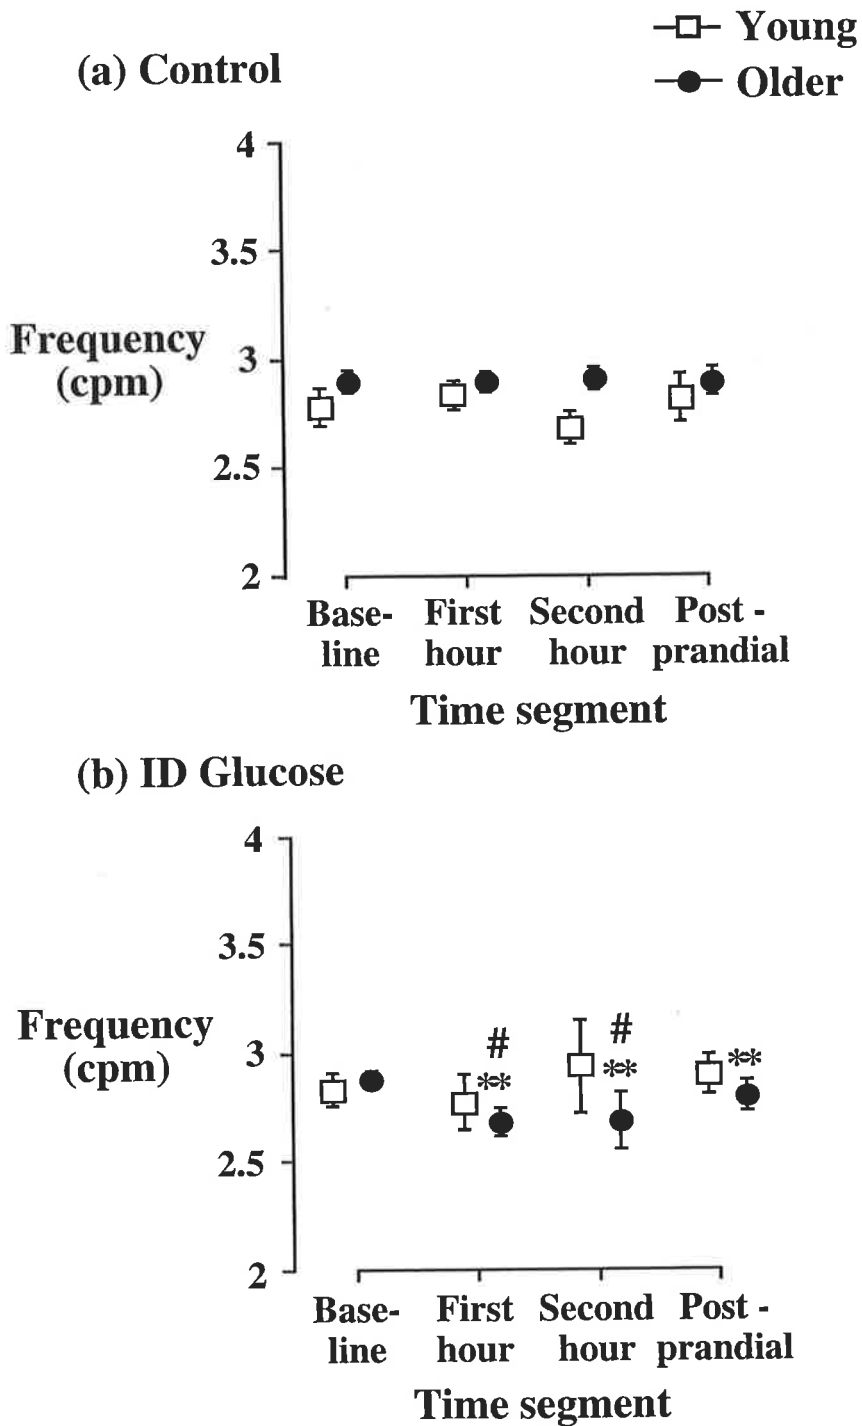 Young
(a) Control
Older
4
3.5
Frequency
(cpm)
3
2.5
2
Base-
line
First
hour
Second
hour
Post -
prandial
Time segment
(b) ID Glucose
4
3.5
Frequency
(cpm)
3
2.5
2
#
**
#
**
**
Base-
line
First
hour
Second
hour
Post -
prandial
Time segment